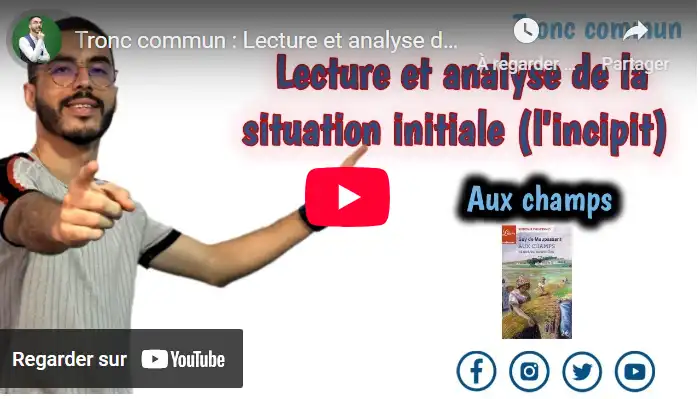 Tronc commun : Lecture et analyse d...
Tronc commun
À regarder ...
Partager
Lecture et analyse de la
situation initiale (l'incipit)
Aux champs
Guy de Maupassant
AUX CHAMPS
Regarder sur YouTube